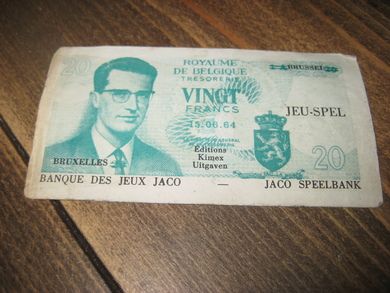 ROYAUME
DE BELGIQUE
TRÉSORERIE
20
VINGT
FRANCS
15.06.64
JEU-SPEL
BRUXELLES
Editions
Kimex
Uitgaven
20
BANQUE DES JEUX JACO — JACO SPEELBANK